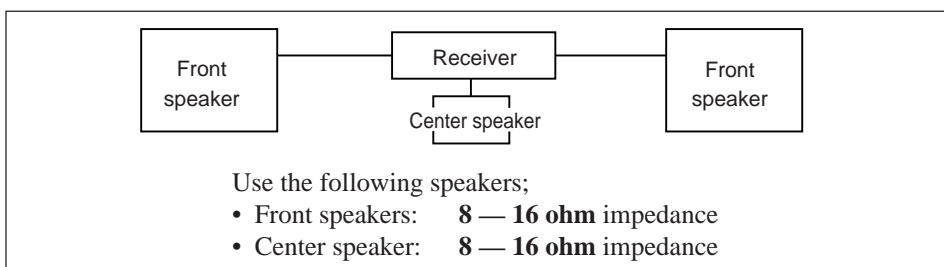 Front
speaker
Receiver
Center speaker
Front
speaker
Use the following speakers;
• Front speakers: 8 — 16 ohm impedance
• Center speaker: 8 — 16 ohm impedance